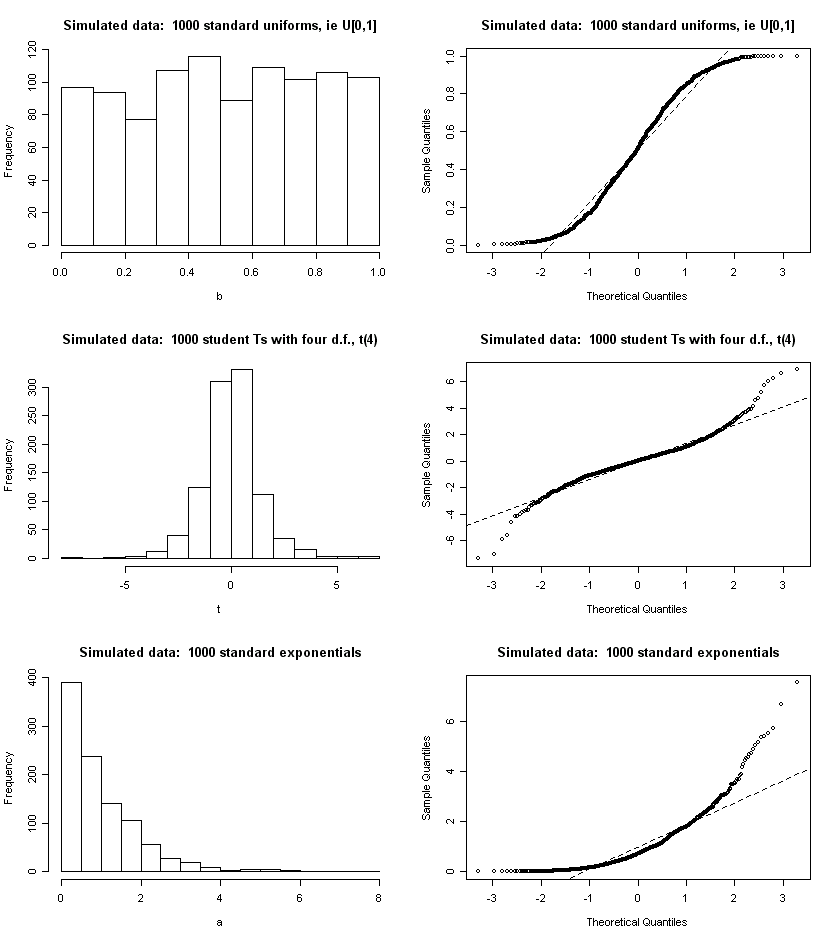 Simulated data:  1000 standard uniforms, ie U[0,1]
Frequency
0 20 40 60 80 100 120
0.0 0.2 0.4 0.6 0.8 1.0
b
Simulated data:  1000 standard uniforms, ie U[0,1]
Sample Quantiles
0.0 0.2 0.4 0.6 0.8 1.0
-3 -2 -1 0 1 2 3
Theoretical Quantiles
Simulated data:  1000 student Ts with four d.f., t(4)
Frequency
0 50 100 150 200 250 300
-5 0 5
t
Simulated data:  1000 student Ts with four d.f., t(4)
Sample Quantiles
-6 -4 -2 0 2 4 6
-3 -2 -1 0 1 2 3
Theoretical Quantiles
Simulated data:  1000 standard exponentials
Frequency
0 100 200 300 400
0 2 4 6 8
a
Simulated data:  1000 standard exponentials
Sample Quantiles
0 2 4 6
-3 -2 -1 0 1 2 3
Theoretical Quantiles